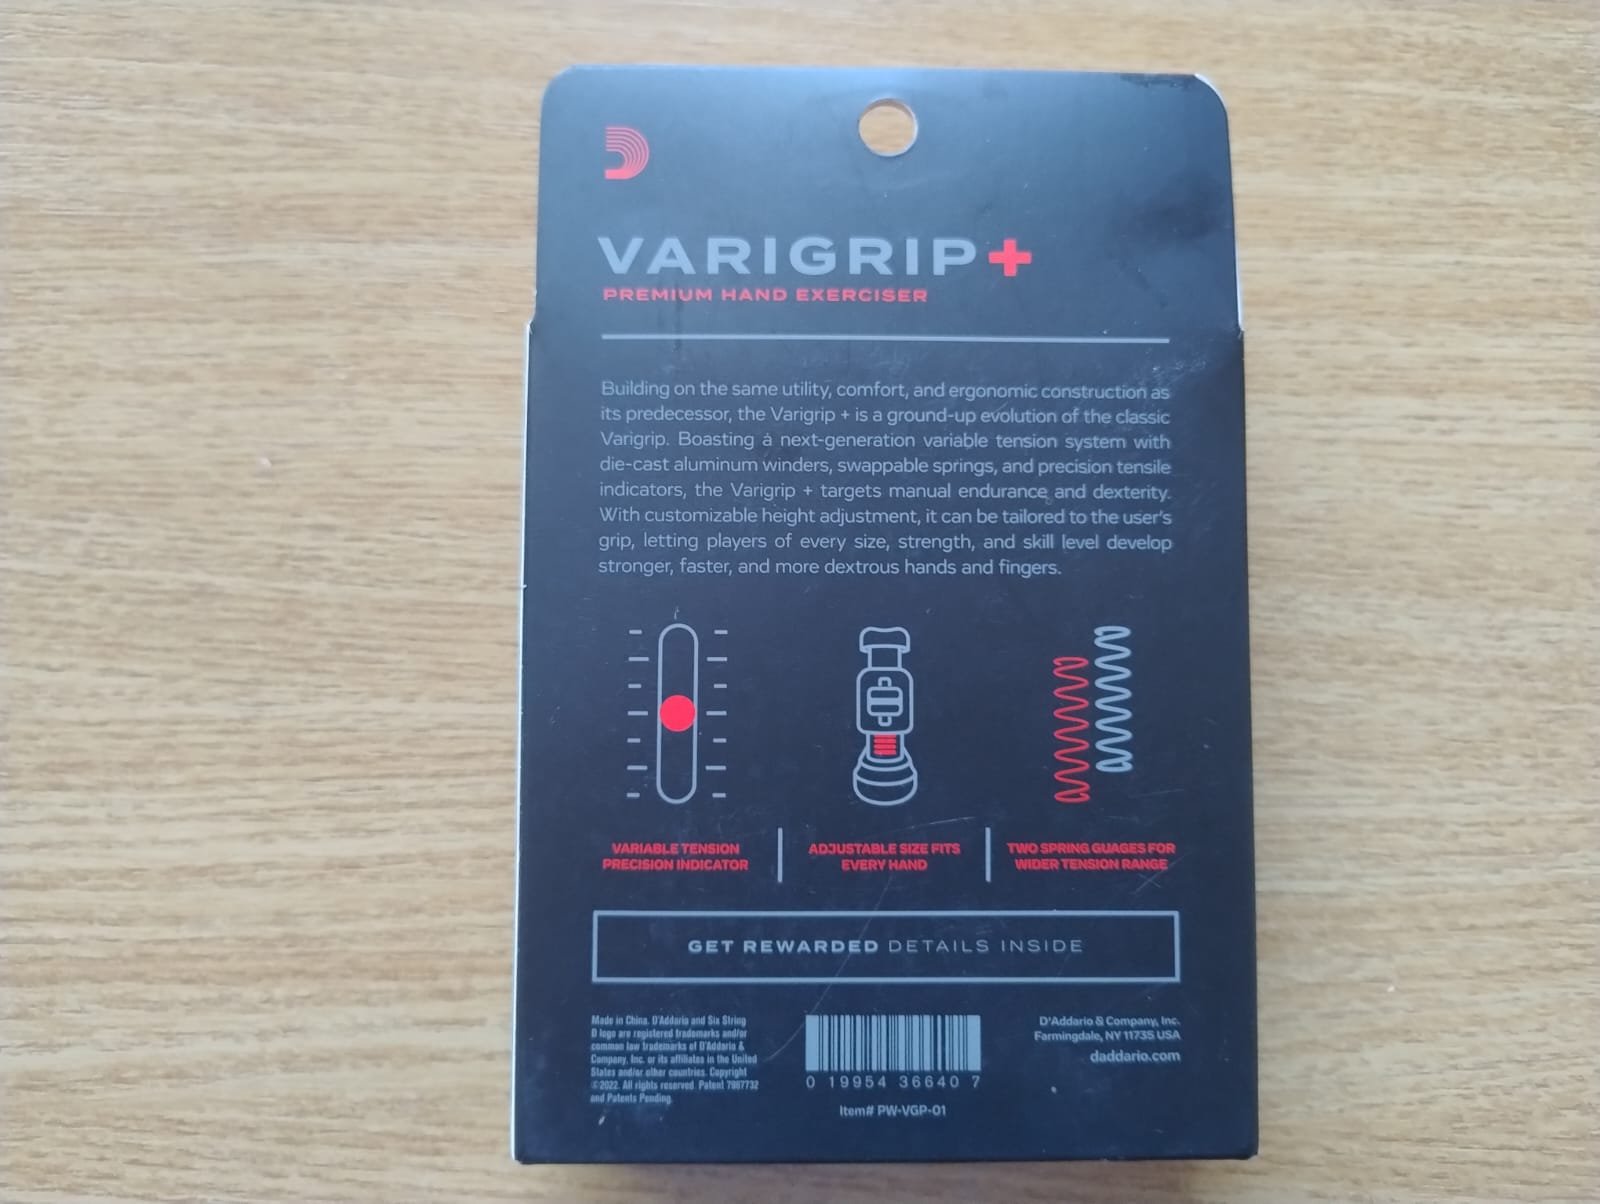 VARIGRIP+
PREMIUM HAND EXERCISER
Building on the same utility, comfort, and ergonomic construction as
its predecessor, the Varigrip + is a ground-up evolution of the classic
Varigrip. Boasting a next-generation variable tension system with
die-cast aluminum winders, swappable springs, and precision tensile
indicators, the Varigrip + targets manual endurance and dexterity.
With customizable height adjustment, it can be tailored to the user's
grip, letting players of every size, strength, and skill level develop
stronger, faster, and more dextrous hands and fingers.
VARIABLE TENSION
PRECISION INDICATOR
ADJUSTABLE SIZE FITS
EVERY HAND
TWO SPRING GUAGES FOR
WIDER TENSION RANGE
GET REWARDED DETAILS INSIDE
Made in China. D'Addario and Six String
D logo are registered trademarks and/or
common law trademarks of D'Addario &
Company, Inc. or its affiliates in the United
States and/or other countries. Copyright
©2022. All rights reserved. Patent 7967732
and Patents Pending.
0 19954 36640 7
Item# PW-VGP-01
D'Addario & Company, Inc.
Farmingdale, NY 11735 USA
daddario.com